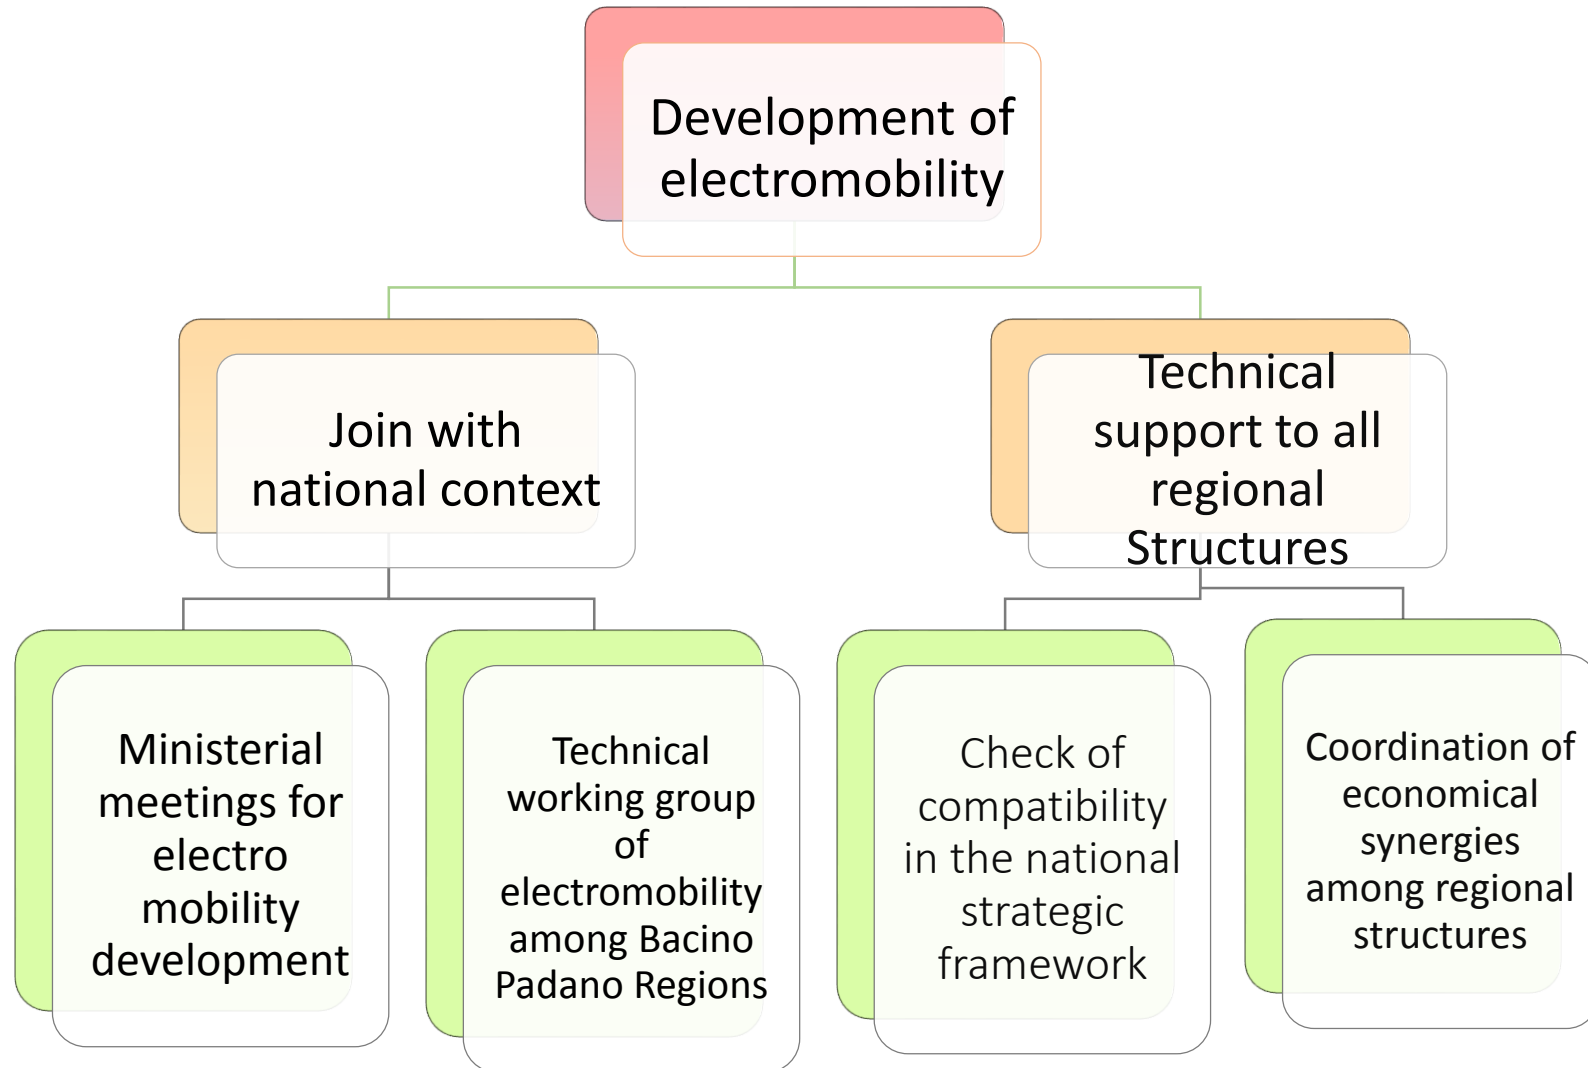 Development of
electromobility
Join with
national context
Technical
support to all
regional
Structures
Ministerial
meetings for
electro
mobility
development
Technical
working group
of
electromobility
among Bacino
Padano Regions
Check of
compatibility
in the national
strategic
framework
Coordination of
economical
synergies
among regional
structures